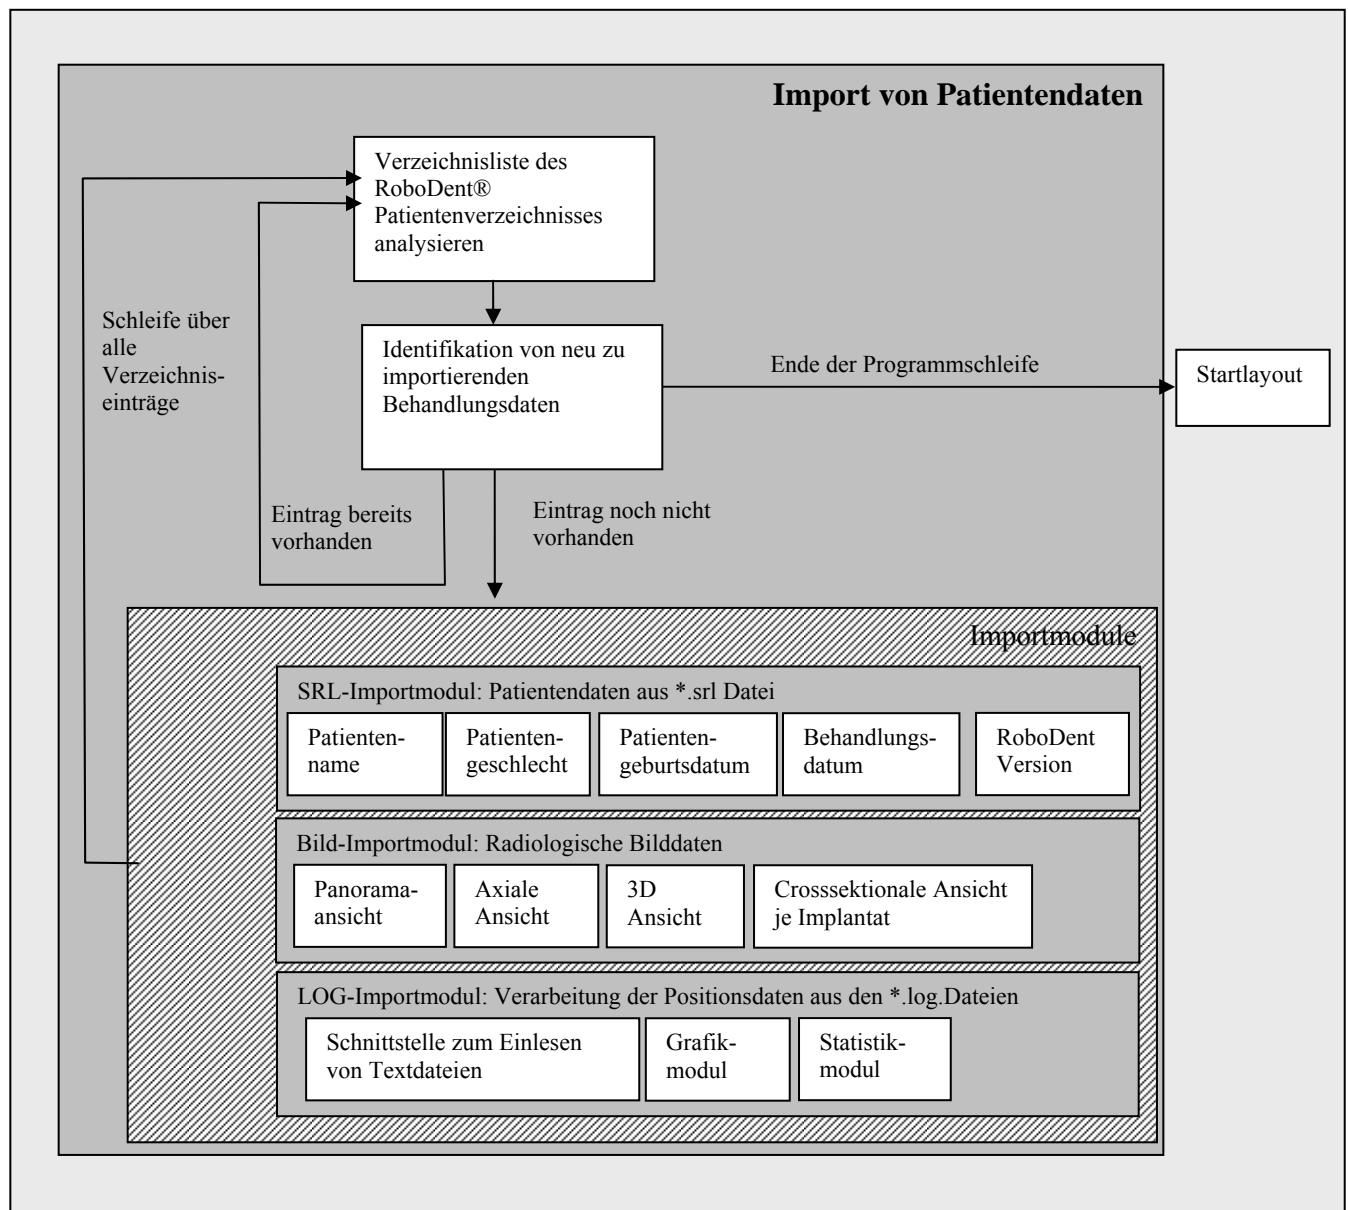 Import von Patientendaten
Verzeichnisliste des
RoboDent®
Patientenverzeichnisses
analysieren
Schleife über
alle
Verzeichnis-
einträge
Identifikation von neu zu
importierenden
Behandlungsdaten
Ende der Programmschleife
Startlayout
Eintrag bereits
vorhanden
Eintrag noch nicht
vorhanden
Importmodule
SRL-Importmodul: Patientendaten aus *.srl Datei
Patienten-
name
Patienten-
geschlecht
Patienten-
geburtsdatum
Behandlungs-
datum
RoboDent
Version
Bild-Importmodul: Radiologische Bilddaten
Panorama-
ansicht
Axiale
Ansicht
3D
Ansicht
Crosssektionale Ansicht
je Implantat
LOG-Importmodul: Verarbeitung der Positionsdaten aus den *.log.Dateien
Schnittstelle zum Einlesen
von Textdateien
Grafik-
modul
Statistik-
modul